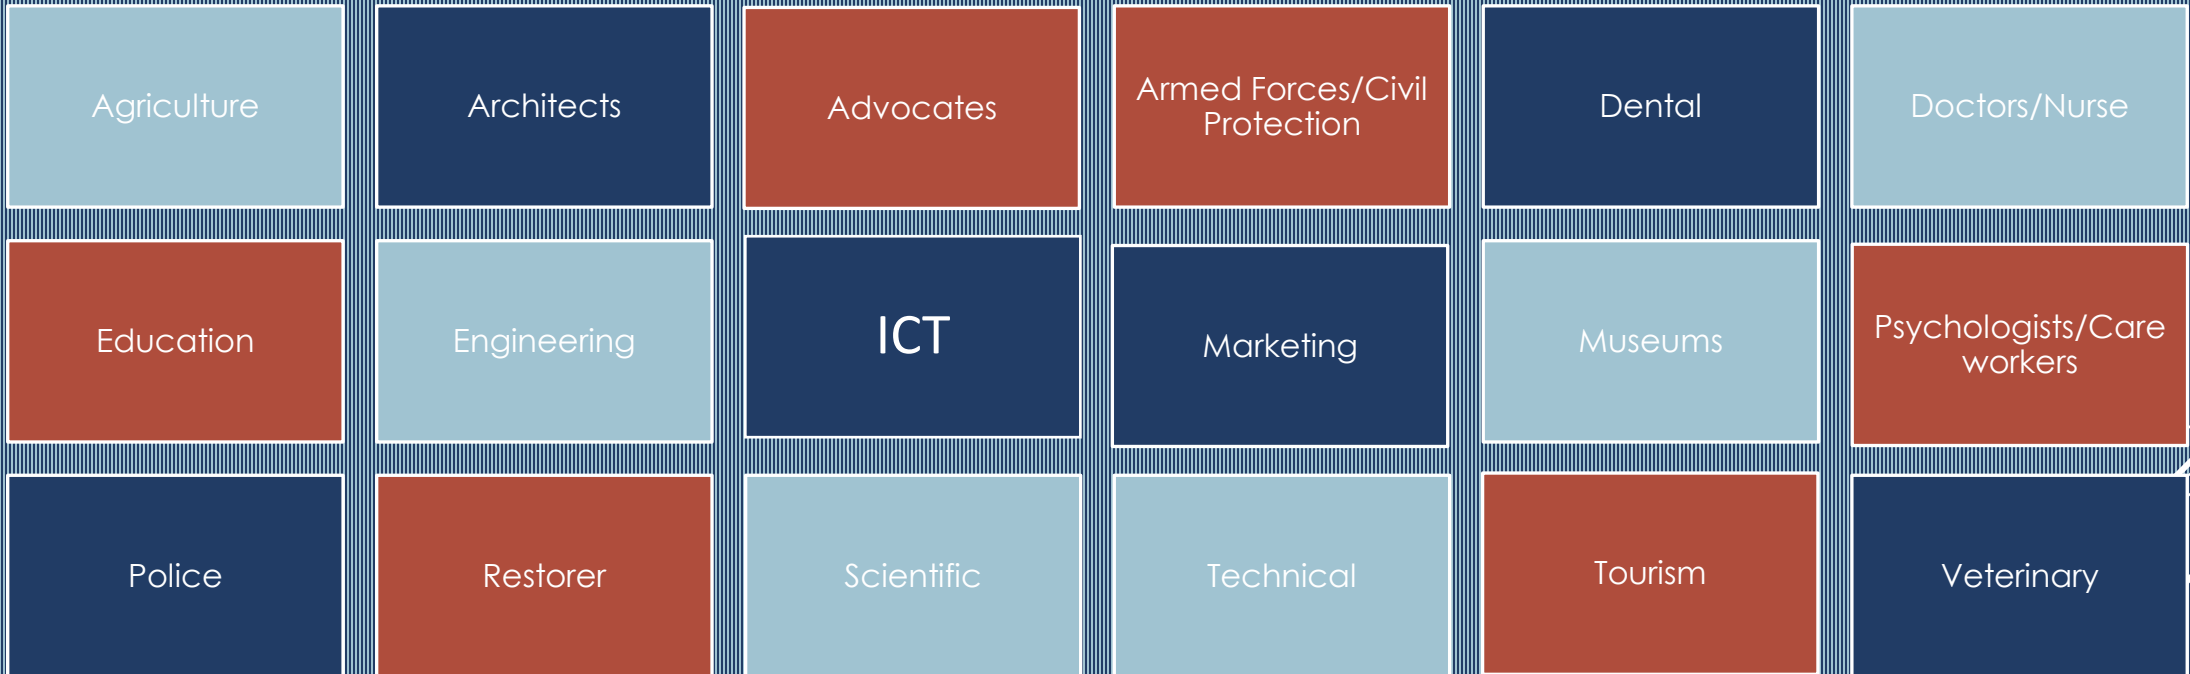 Agriculture
Architects
Advocates
Armed Forces/Civil
Protection
Dental
Doctors/Nurse
Education
Engineering
ICT
Marketing
Museums
Psychologists/Care
workers
Police
Restorer
Scientific
Technical
Tourism
Veterinary